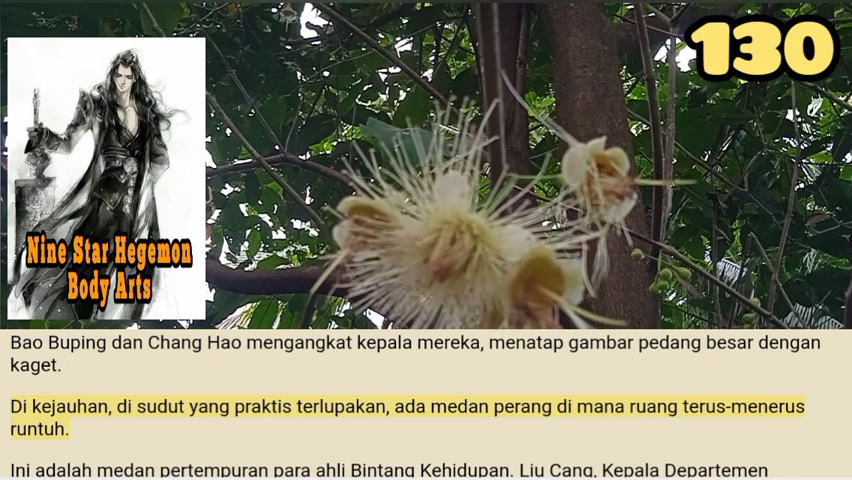 130
Nine Star Hegemon
Body Arts
Bao Buping dan Chang Hao mengangkat kepala mereka, menatap gambar pedang besar dengan
kaget.
Di kejauhan, di sudut yang praktis terlupakan, ada medan perang di mana ruang terus-menerus
runtuh.
Ini adalah medan pertempuran para ahli Bintang Kehidupan. Liu Cang, Kepala Departemen